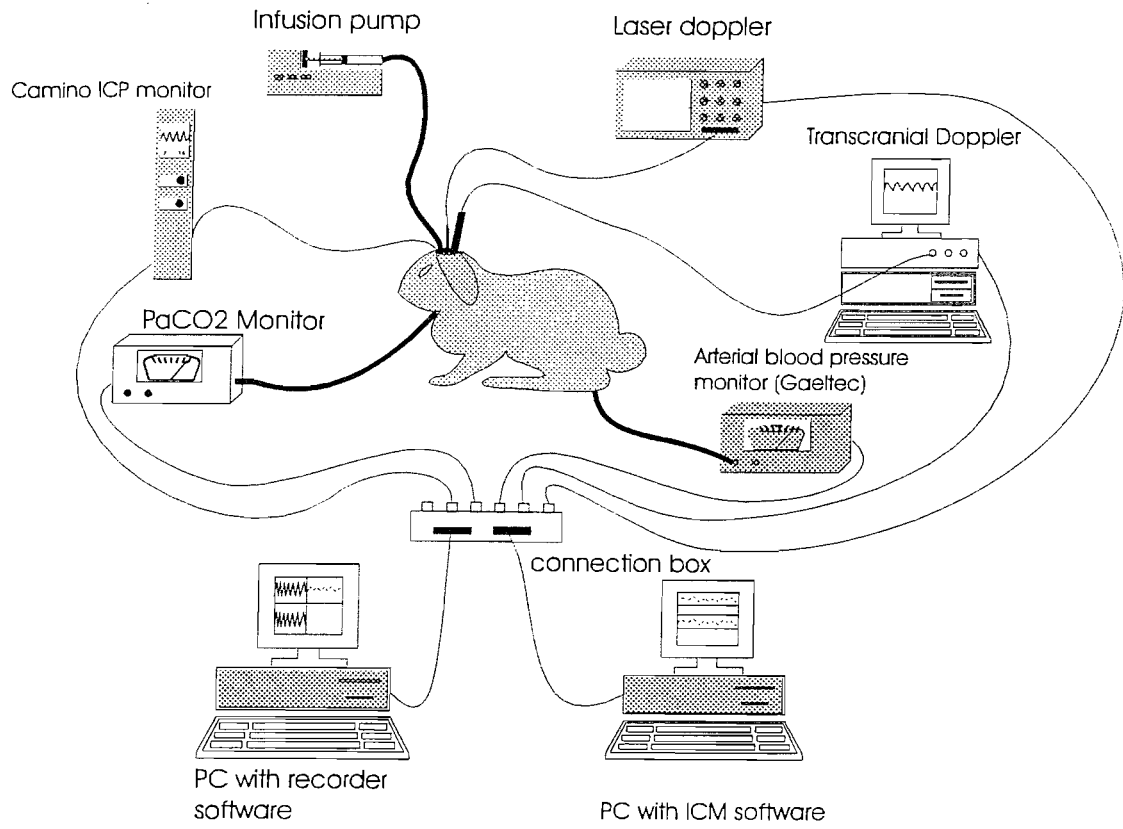 Infusion pump
Laser doppler
Camino ICP monitor
Transcranial Doppler
PaCO2 Monitor
Arterial blood pressure
monitor (Gaeltec)
connection box
PC with recorder
software
PC with ICM software